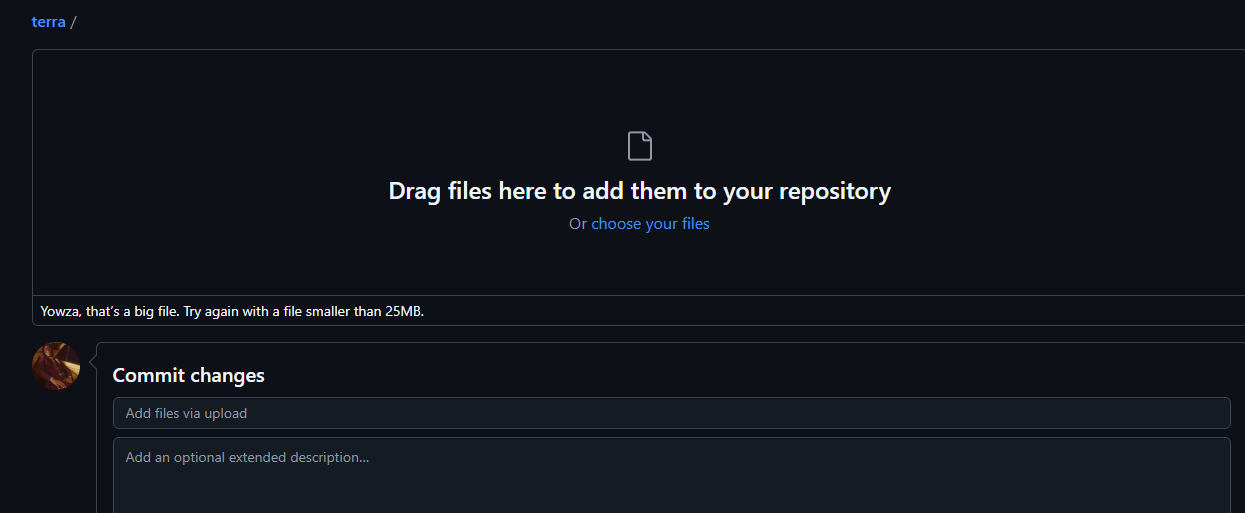 terra /
Drag files here to add them to your repository
Or choose your files
Yowza, that’s a big file. Try again with a file smaller than 25MB.
Commit changes
Add files via upload
Add an optional extended description...